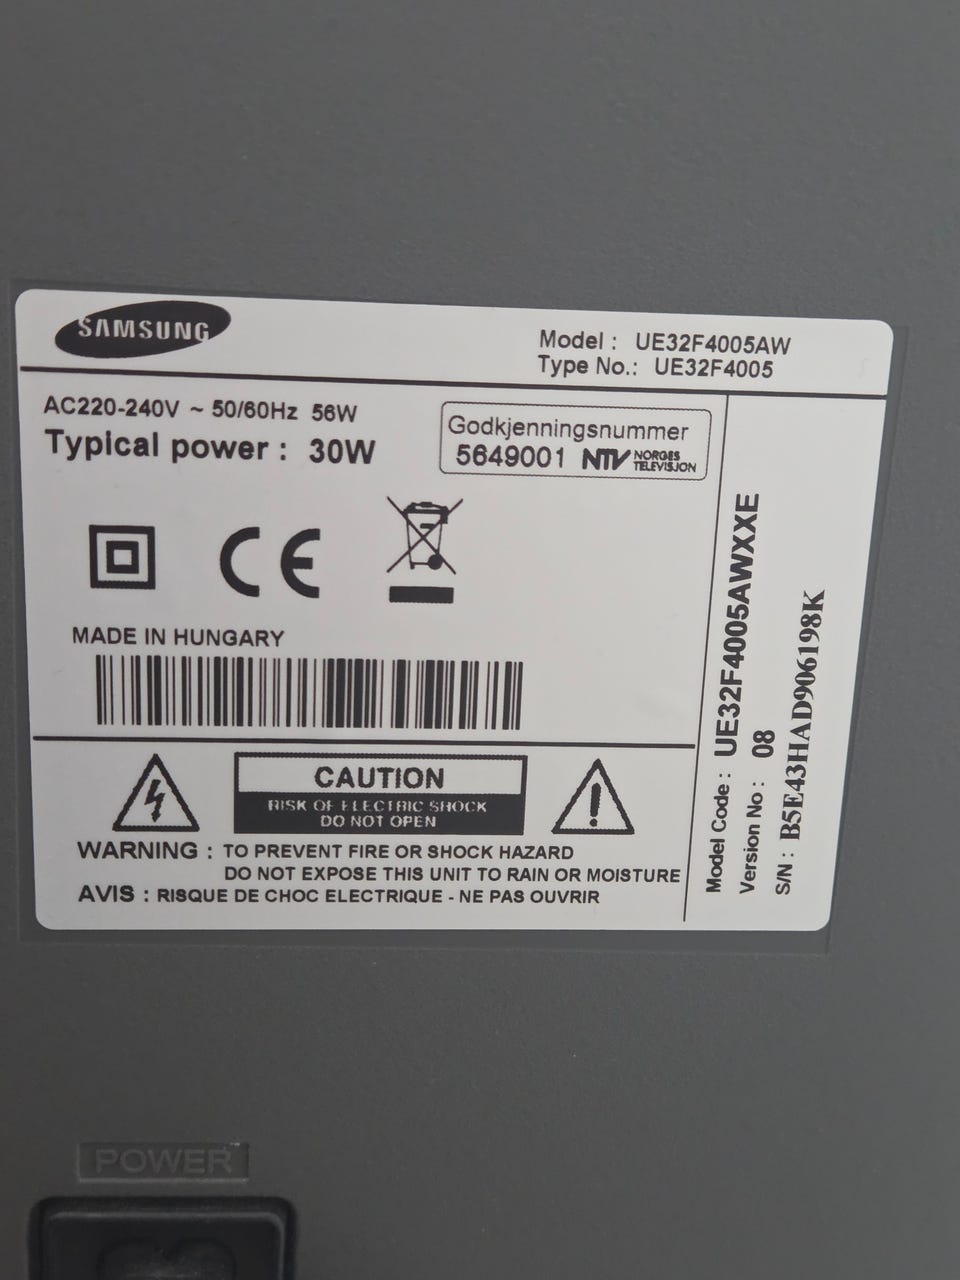 SAMSUNG
Model : UE32F4005AW
Type No.: UE32F4005
AC220-240V ~ 50/60Hz 56W
Typical power : 30W
Godkjenningsnummer
5649001 NTV NORGES TELEVISJON
CE
MADE IN HUNGARY
CAUTION
RISK OF ELECTRIC SHOCK
DO NOT OPEN
WARNING : TO PREVENT FIRE OR SHOCK HAZARD
DO NOT EXPOSE THIS UNIT TO RAIN OR MOISTURE
AVIS : RISQUE DE CHOC ELECTRIQUE - NE PAS OUVRIR
Model Code : UE32F4005AWXXE
Version No : 08
S/N : B5E43HAD906198K
POWER